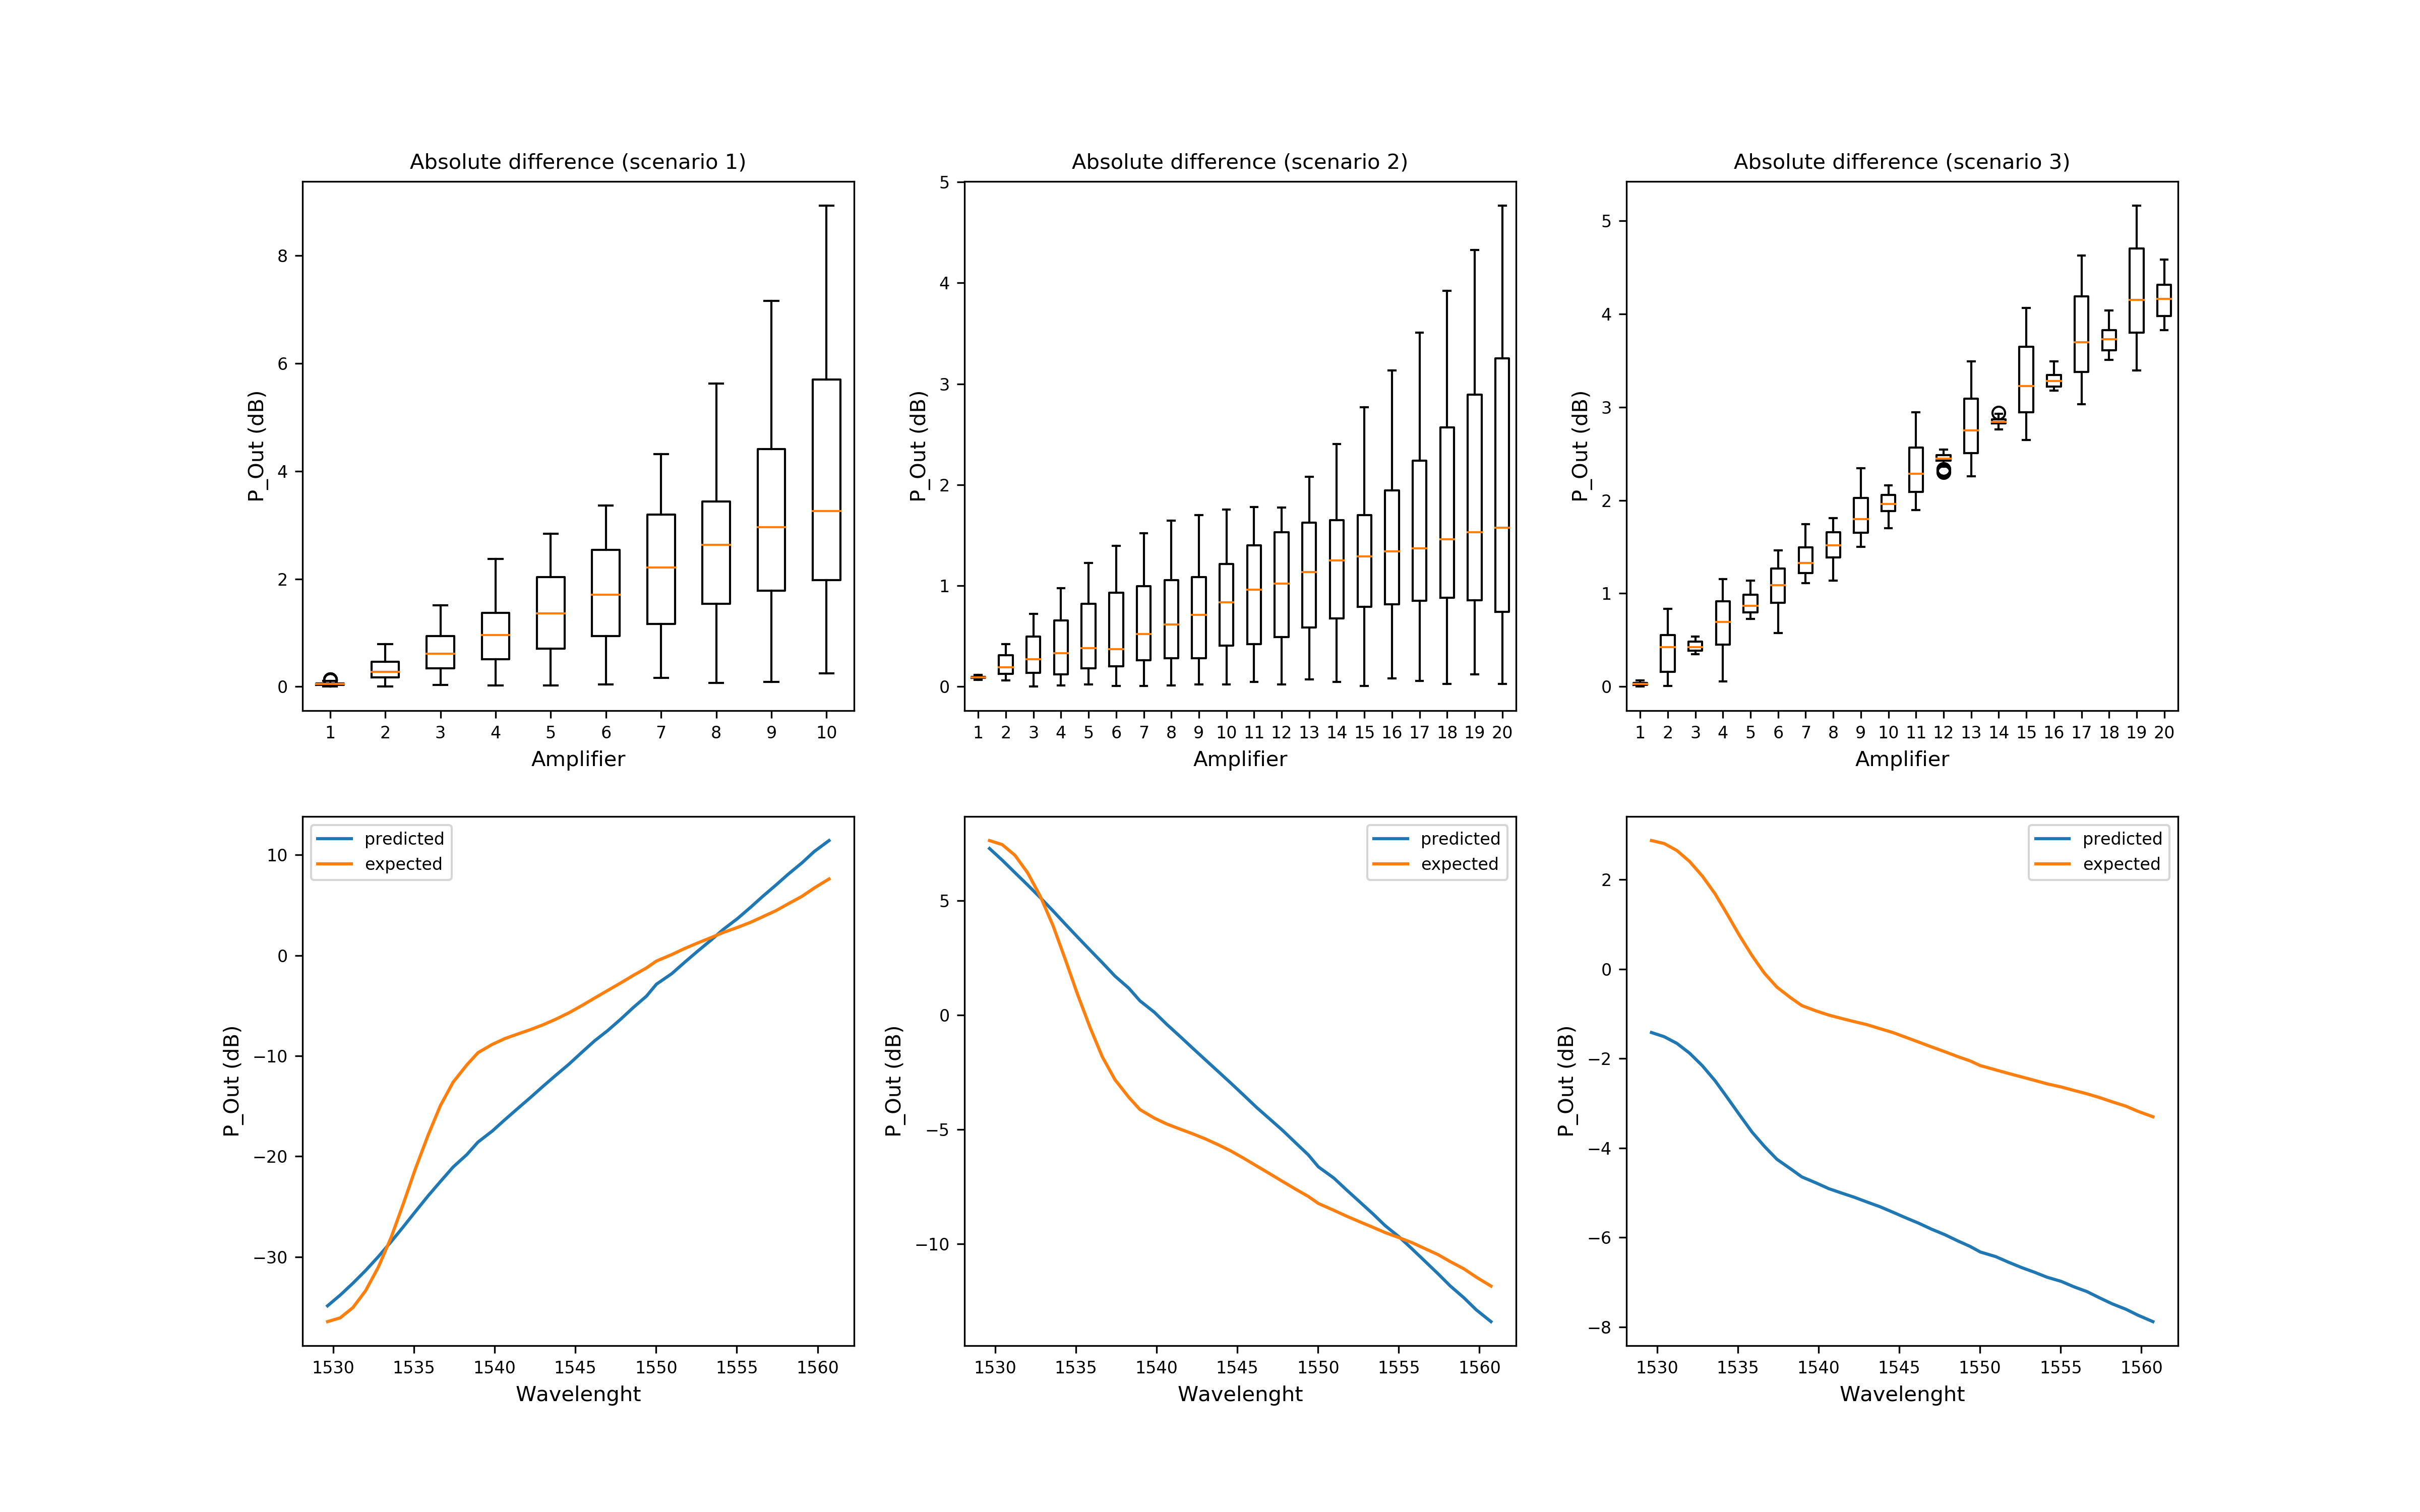 Absolute difference (scenario 1)
P_Out (dB)
8
6
4
2
0
1 2 3 4 5 6 7 8 9 10
Amplifier
Absolute difference (scenario 2)
P_Out (dB)
5
4
3
2
1
0
1 2 3 4 5 6 7 8 9 10 11 12 13 14 15 16 17 18 19 20
Amplifier
Absolute difference (scenario 3)
P_Out (dB)
5
4
3
2
1
0
1 2 3 4 5 6 7 8 9 10 11 12 13 14 15 16 17 18 19 20
Amplifier
predicted
expected
P_Out (dB)
10
0
−10
−20
−30
1530 1535 1540 1545 1550 1555 1560
Wavelenght
predicted
expected
P_Out (dB)
5
0
−5
−10
1530 1535 1540 1545 1550 1555 1560
Wavelenght
predicted
expected
P_Out (dB)
2
0
−2
−4
−6
−8
1530 1535 1540 1545 1550 1555 1560
Wavelenght